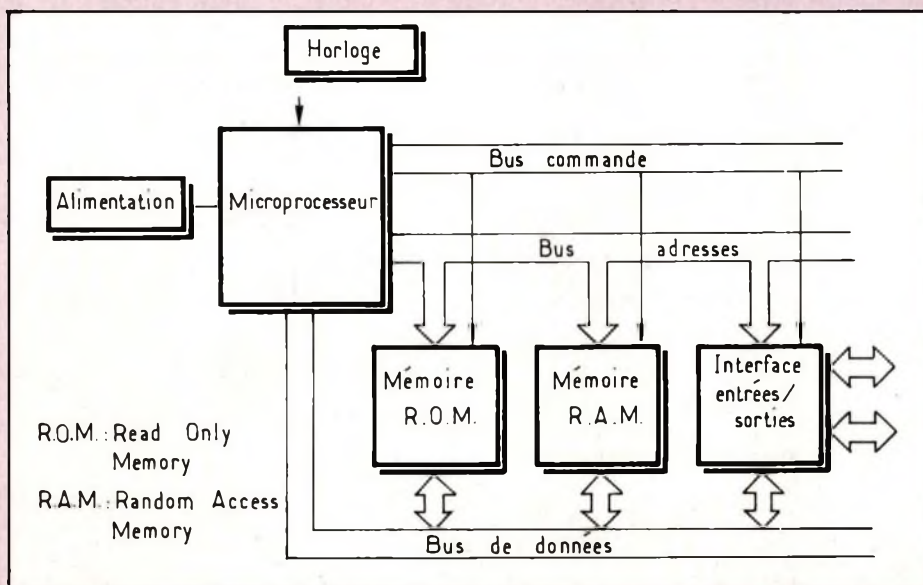 Horloge
Bus commande
Alimentation
Microprocesseur
Bus adresses
Mémoire
R.O.M.
Mémoire
R.A.M.
Interface
entrées/
sorties
R.O.M. : Read Only
Memory
R.A.M. : Random Access
Memory
Bus de données